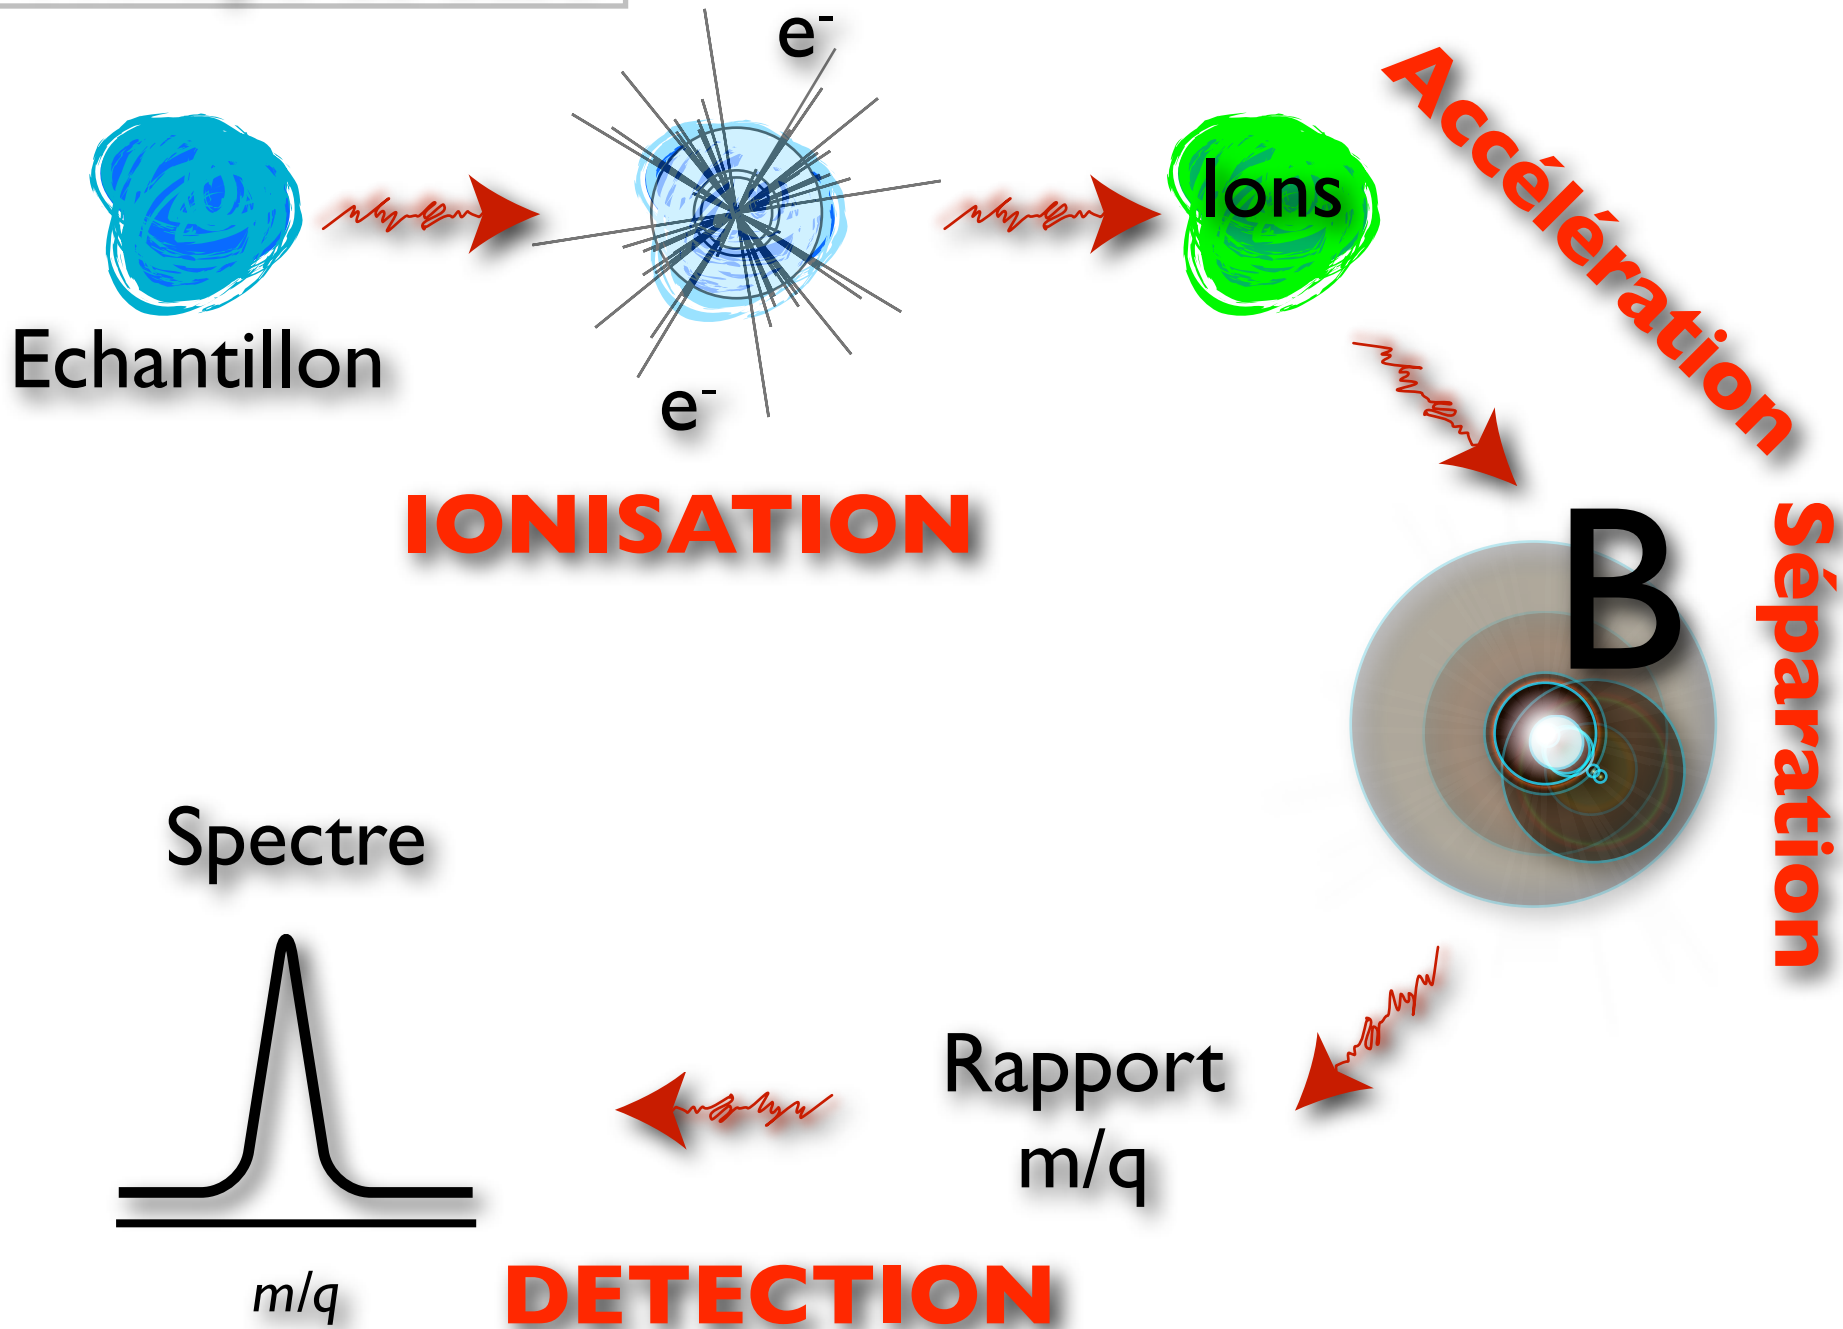 e-
Echantillon
e-
Ions
IONISATION
Accélération
B
Séparation
Rapport
m/q
Spectre
m/q
DETECTION